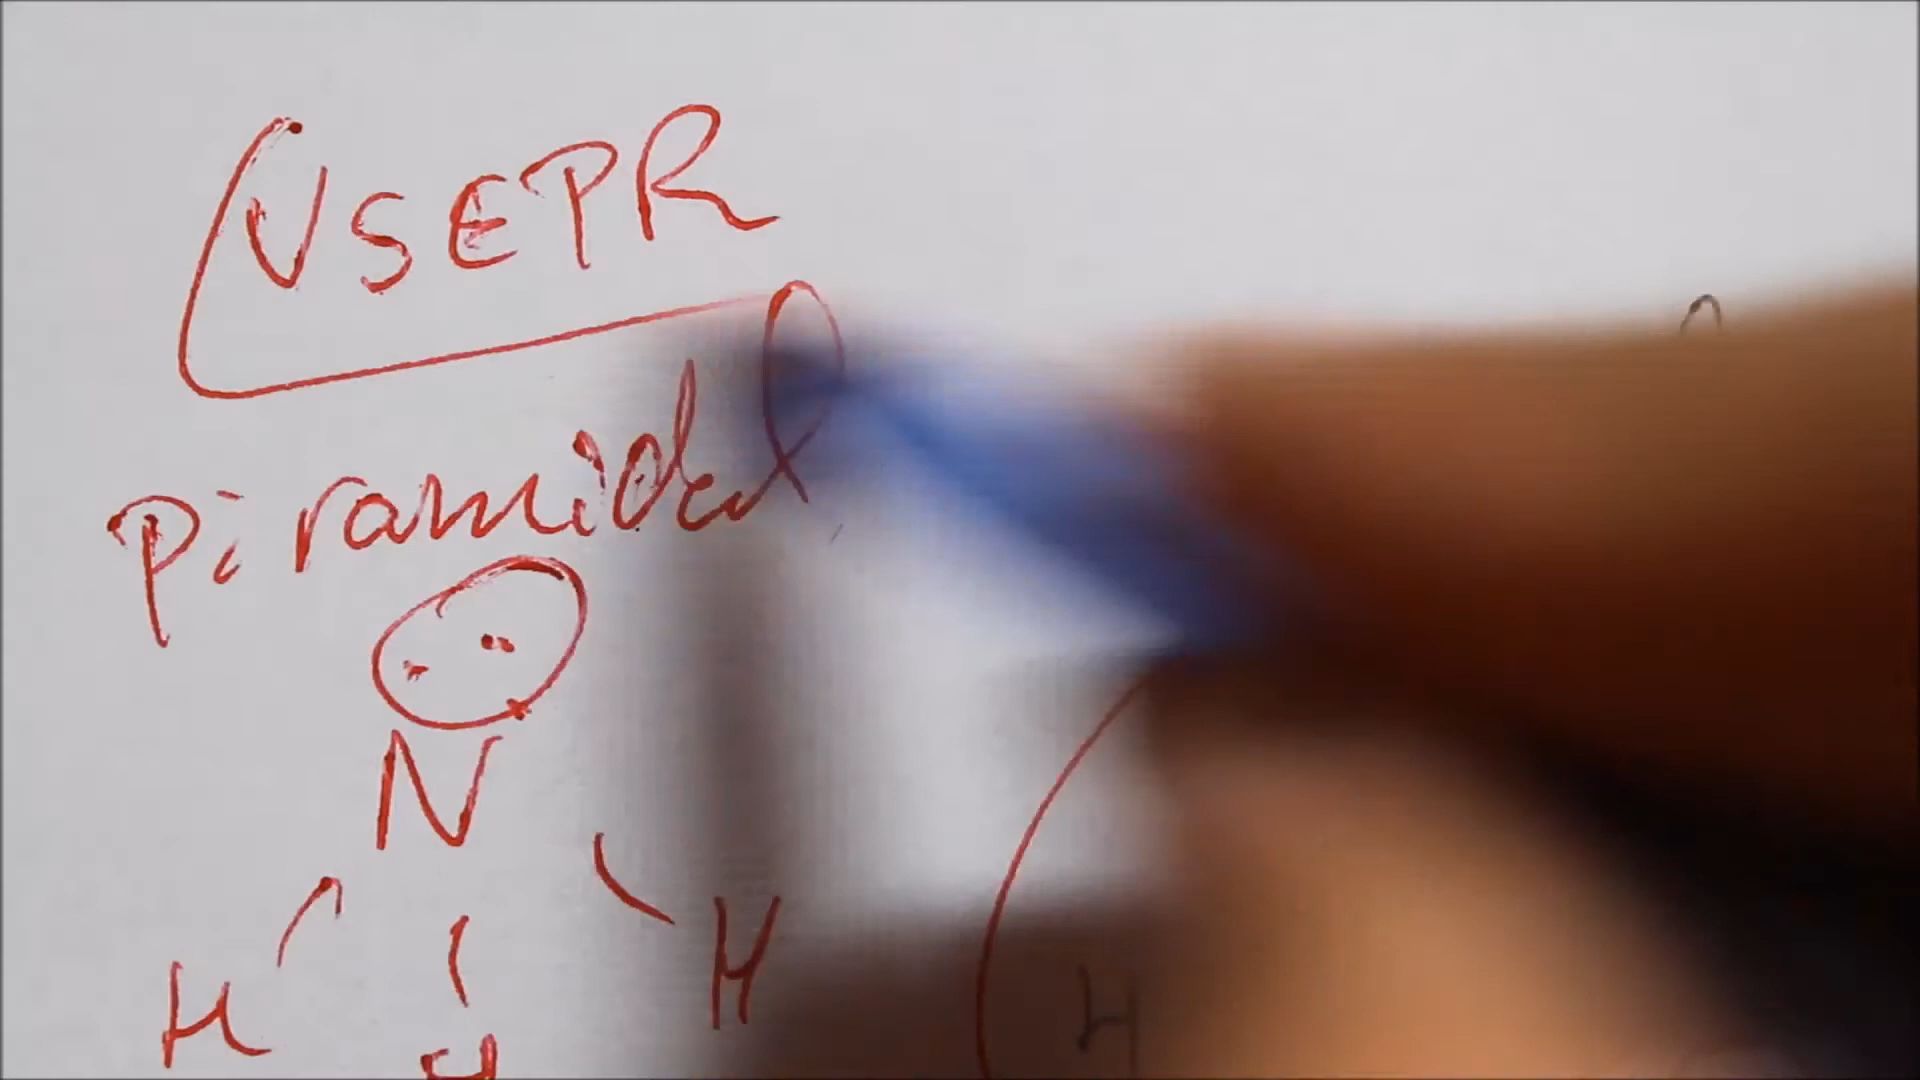 VSEPR
piramidal
N
H H
H
H